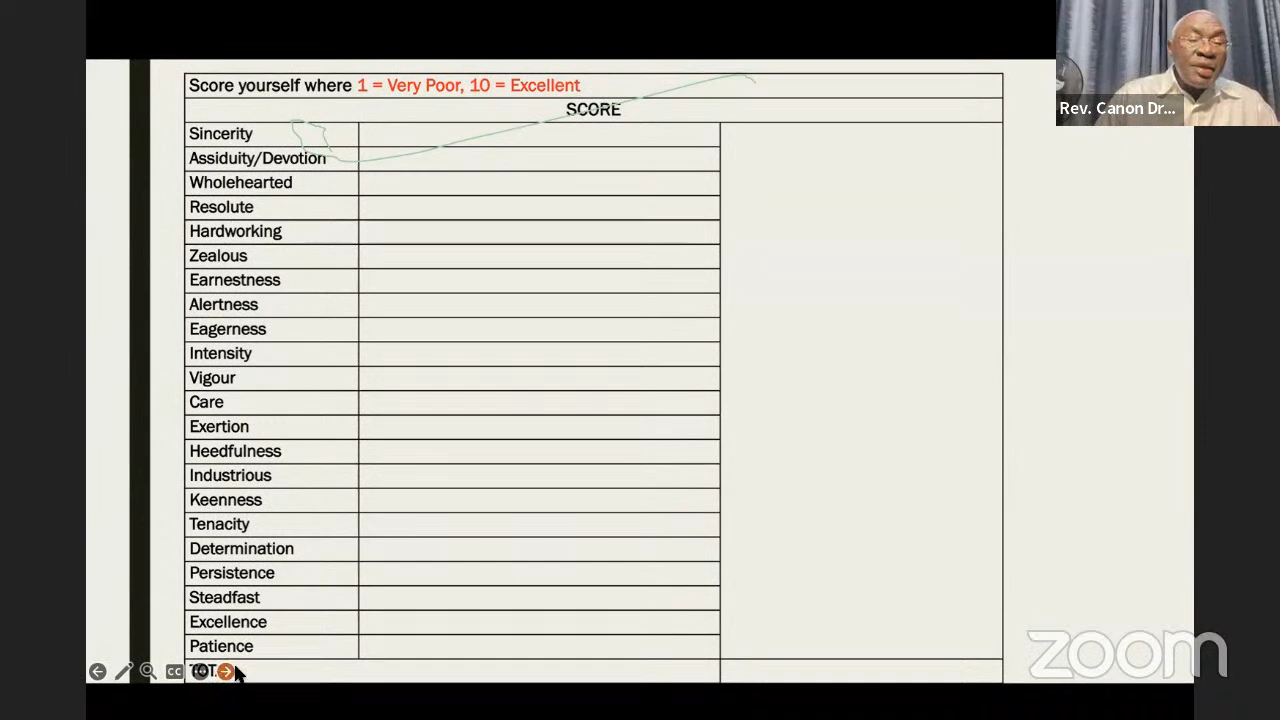 Score yourself where 1 = Very Poor, 10 = Excellent
SCORE
Sincerity
Assiduity/Devotion
Wholehearted
Resolute
Hardworking
Zealous
Earnestness
Alertness
Eagerness
Intensity
Vigour
Care
Exertion
Heedfulness
Industrious
Keenness
Tenacity
Determination
Persistence
Steadfast
Excellence
Patience
Rev. Canon Dr...
CC
zoom